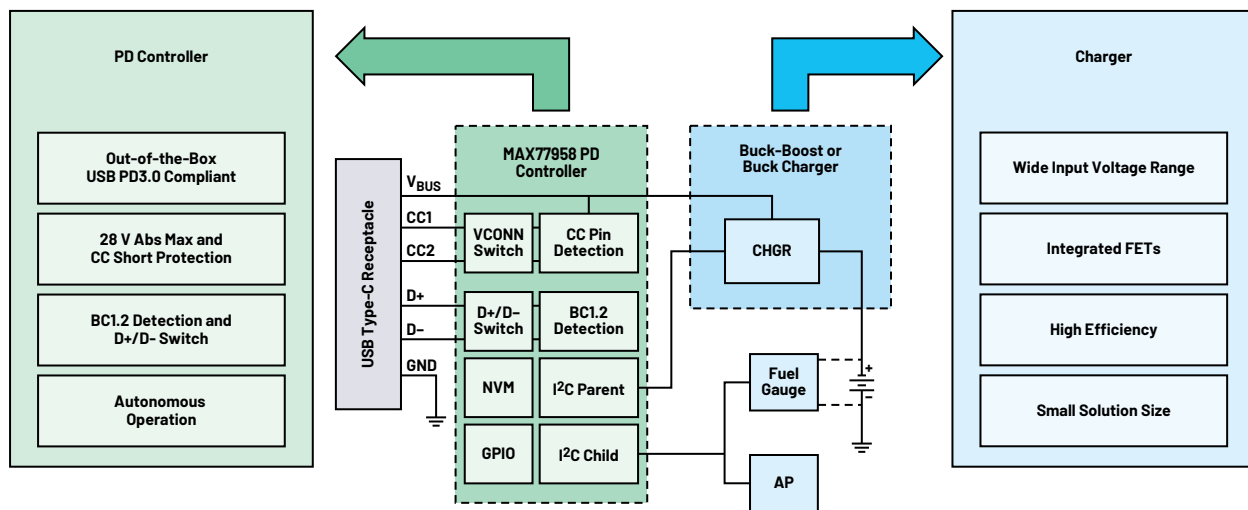 PD Controller
Out-of-the-Box
USB PD3.0 Compliant
28 V Abs Max and
CC Short Protection
BC1.2 Detection and
D+/D- Switch
Autonomous
Operation
USB Type-C Receptacle
VBUS
CC1
CC2
D+
D−
GND
MAX77958 PD
Controller
VCONN
Switch
CC Pin
Detection
D+/D−
Switch
BC1.2
Detection
NVM
I²C Parent
GPIO
I²C Child
Buck-Boost or
Buck Charger
CHGR
Fuel
Gauge
+
−
AP
Charger
Wide Input Voltage Range
Integrated FETs
High Efficiency
Small Solution Size